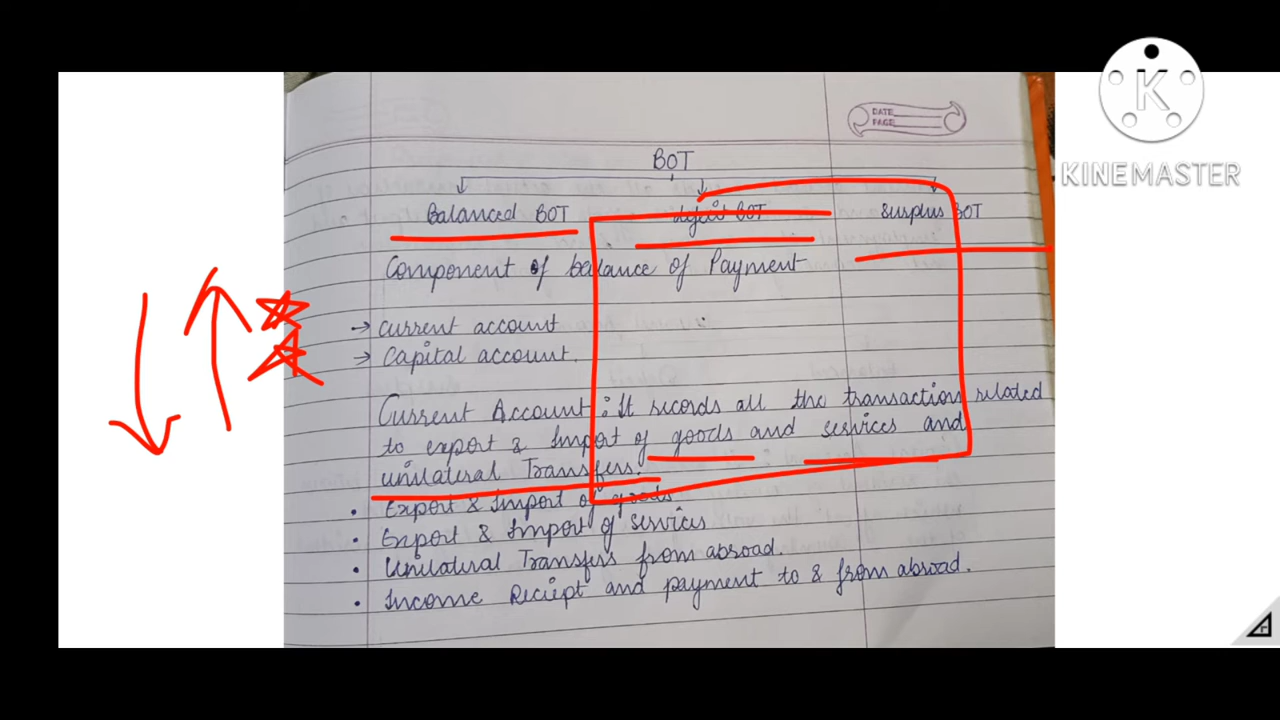 K
KINEMASTER
DATE
PAGE
BOT
Balanced BOT deficit BOT Surplus BOT
Component of balance of Payment
→ Current account
→ Capital account.
Current Account : It records all the transaction related
to export & Import of goods and services and
unilateral Transfers.
• Export & Import of goods
• Export & Import of services
• Unilateral Transfers from abroad.
• Income Reciept and payment to & from abroad.